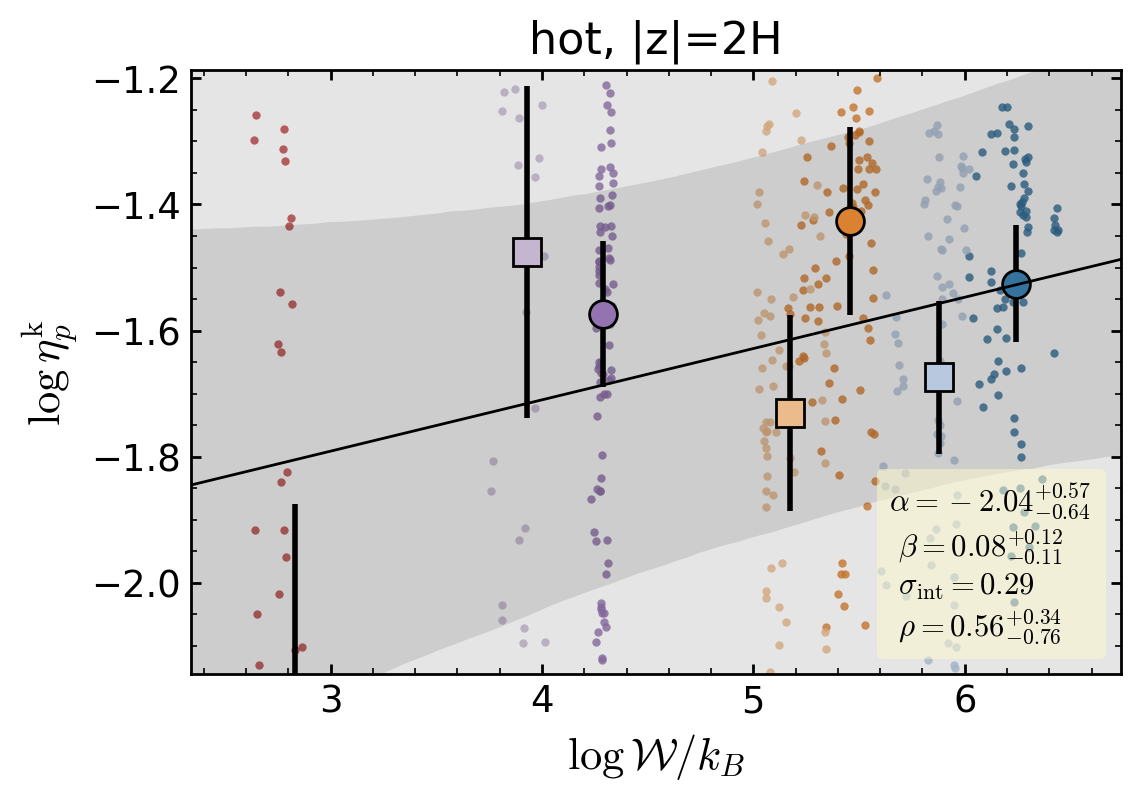 hot, |z|=2H
−1.2
−1.4
−1.6
−1.8
−2.0
log η_p^k
α = −2.04^{+0.57}_{−0.64}
β = 0.08^{+0.12}_{−0.11}
σ_int = 0.29
ρ = 0.56^{+0.34}_{−0.76}
3 4 5 6
log 𝒲/k_B